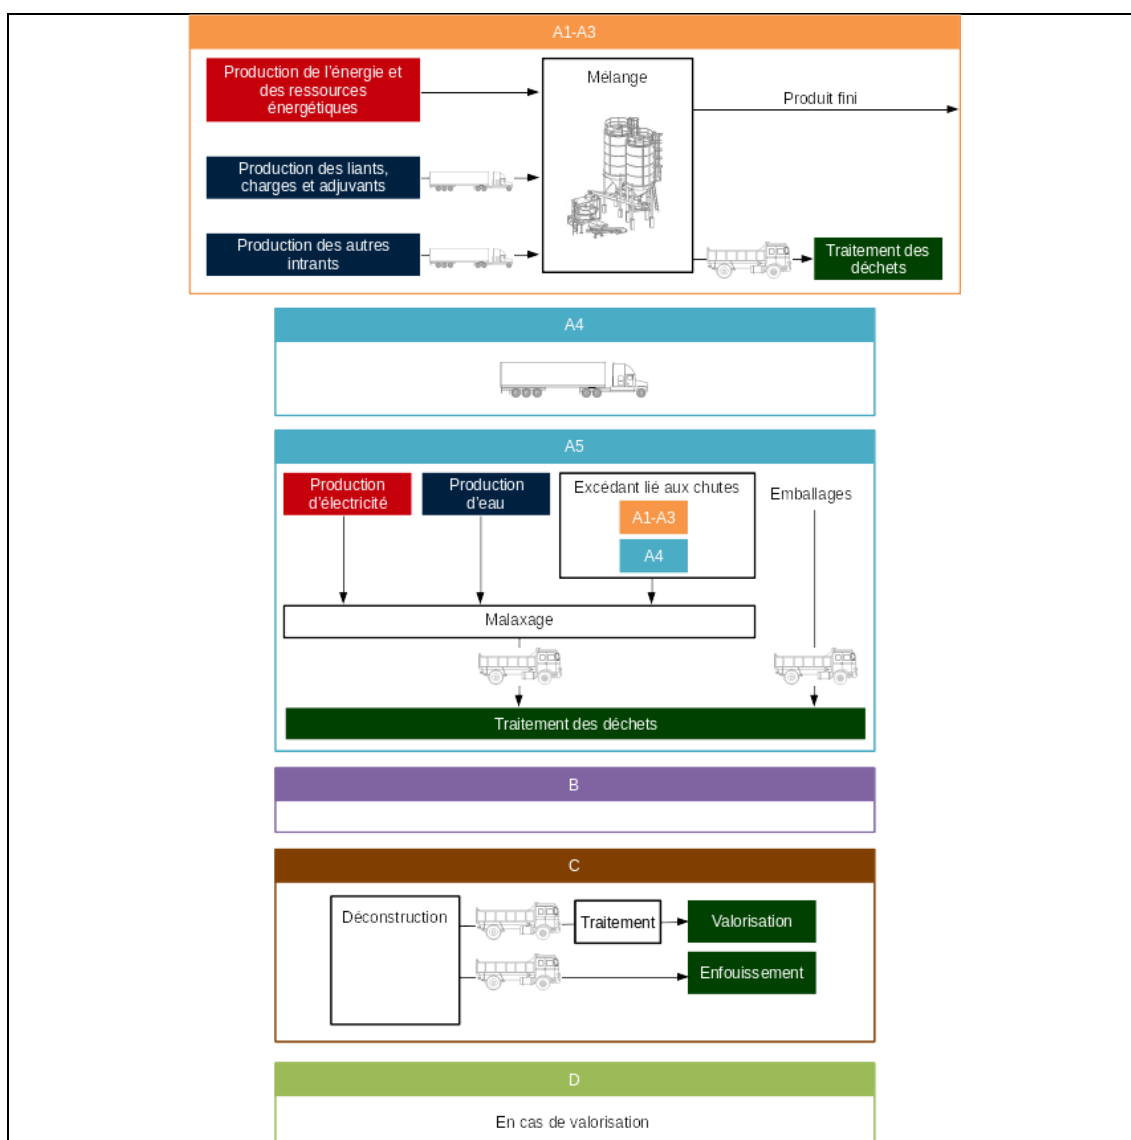 A1-A3
Production de l'énergie et
des ressources
énergétiques
Mélange
Produit fini
Production des liants,
charges et adjuvants
Production des autres
intrants
Traitement des
déchets
A4
A5
Production
d'électricité
Production
d'eau
Excédant lié aux chutes
A1-A3
A4
Emballages
Malaxage
Traitement des déchets
B
C
Déconstruction
Traitement
Valorisation
Enfouissement
D
En cas de valorisation